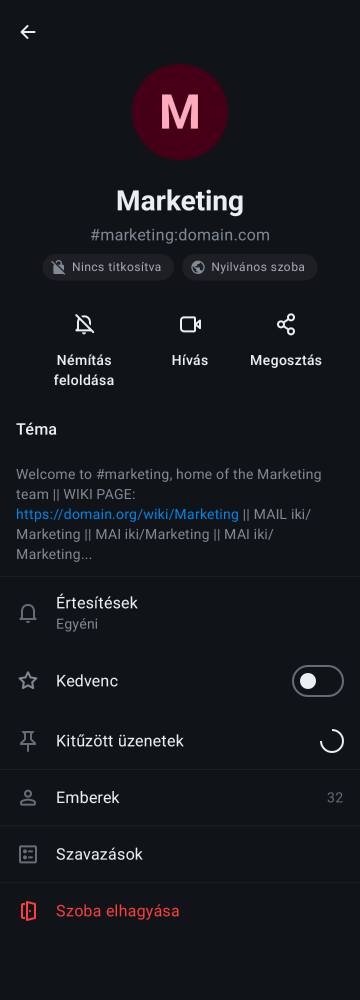 M
Marketing
#marketing:domain.com
Nincs titkosítva
Nyilvános szoba
Némítás
feloldása
Hívás
Megosztás
Téma
Welcome to #marketing, home of the Marketing
team || WIKI PAGE:
https://domain.org/wiki/Marketing || MAIL iki/
Marketing || MAI iki/Marketing || MAI iki/
Marketing...
Értesítések
Egyéni
Kedvenc
Kitűzött üzenetek
Emberek 32
Szavazások
Szoba elhagyása